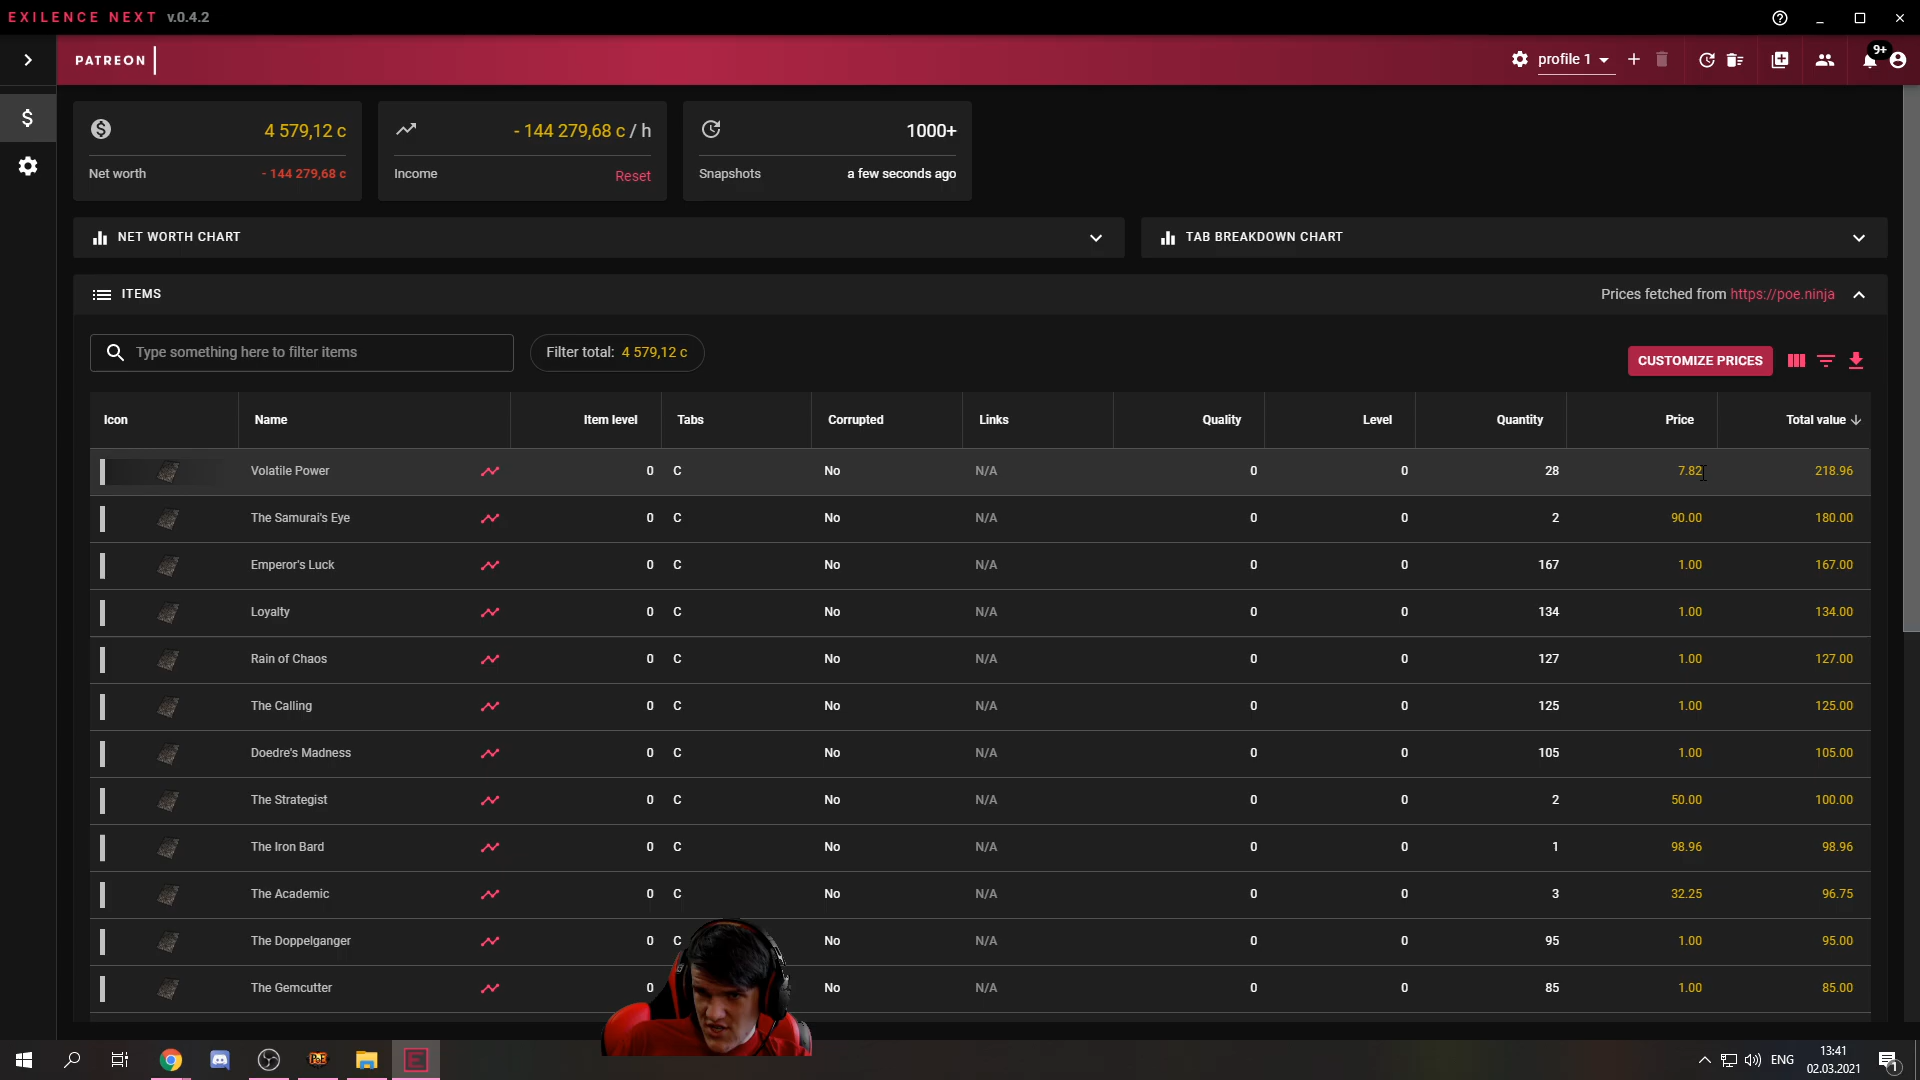 EXILENCE NEXT v.0.4.2
PATREON
profile 1
9+
4 579,12 c
Net worth - 144 279,68 c
- 144 279,68 c / h
Income Reset
1000+
Snapshots a few seconds ago
NET WORTH CHART
TAB BREAKDOWN CHART
ITEMS
Prices fetched from https://poe.ninja
Type something here to filter items
Filter total: 4 579,12 c
CUSTOMIZE PRICES
Icon Name Item level Tabs Corrupted Links Quality Level Quantity Price Total value
Volatile Power 0 C No N/A 0 0 28 7.82 218.96
The Samurai's Eye 0 C No N/A 0 0 2 90.00 180.00
Emperor's Luck 0 C No N/A 0 0 167 1.00 167.00
Loyalty 0 C No N/A 0 0 134 1.00 134.00
Rain of Chaos 0 C No N/A 0 0 127 1.00 127.00
The Calling 0 C No N/A 0 0 125 1.00 125.00
Doedre's Madness 0 C No N/A 0 0 105 1.00 105.00
The Strategist 0 C No N/A 0 0 2 50.00 100.00
The Iron Bard 0 C No N/A 0 0 1 98.96 98.96
The Academic 0 C No N/A 0 0 3 32.25 96.75
The Doppelganger 0 C No N/A 0 0 95 1.00 95.00
The Gemcutter 0 No N/A 0 0 85 1.00 85.00
PoE
E
ENG
13:41
02.03.2021
1